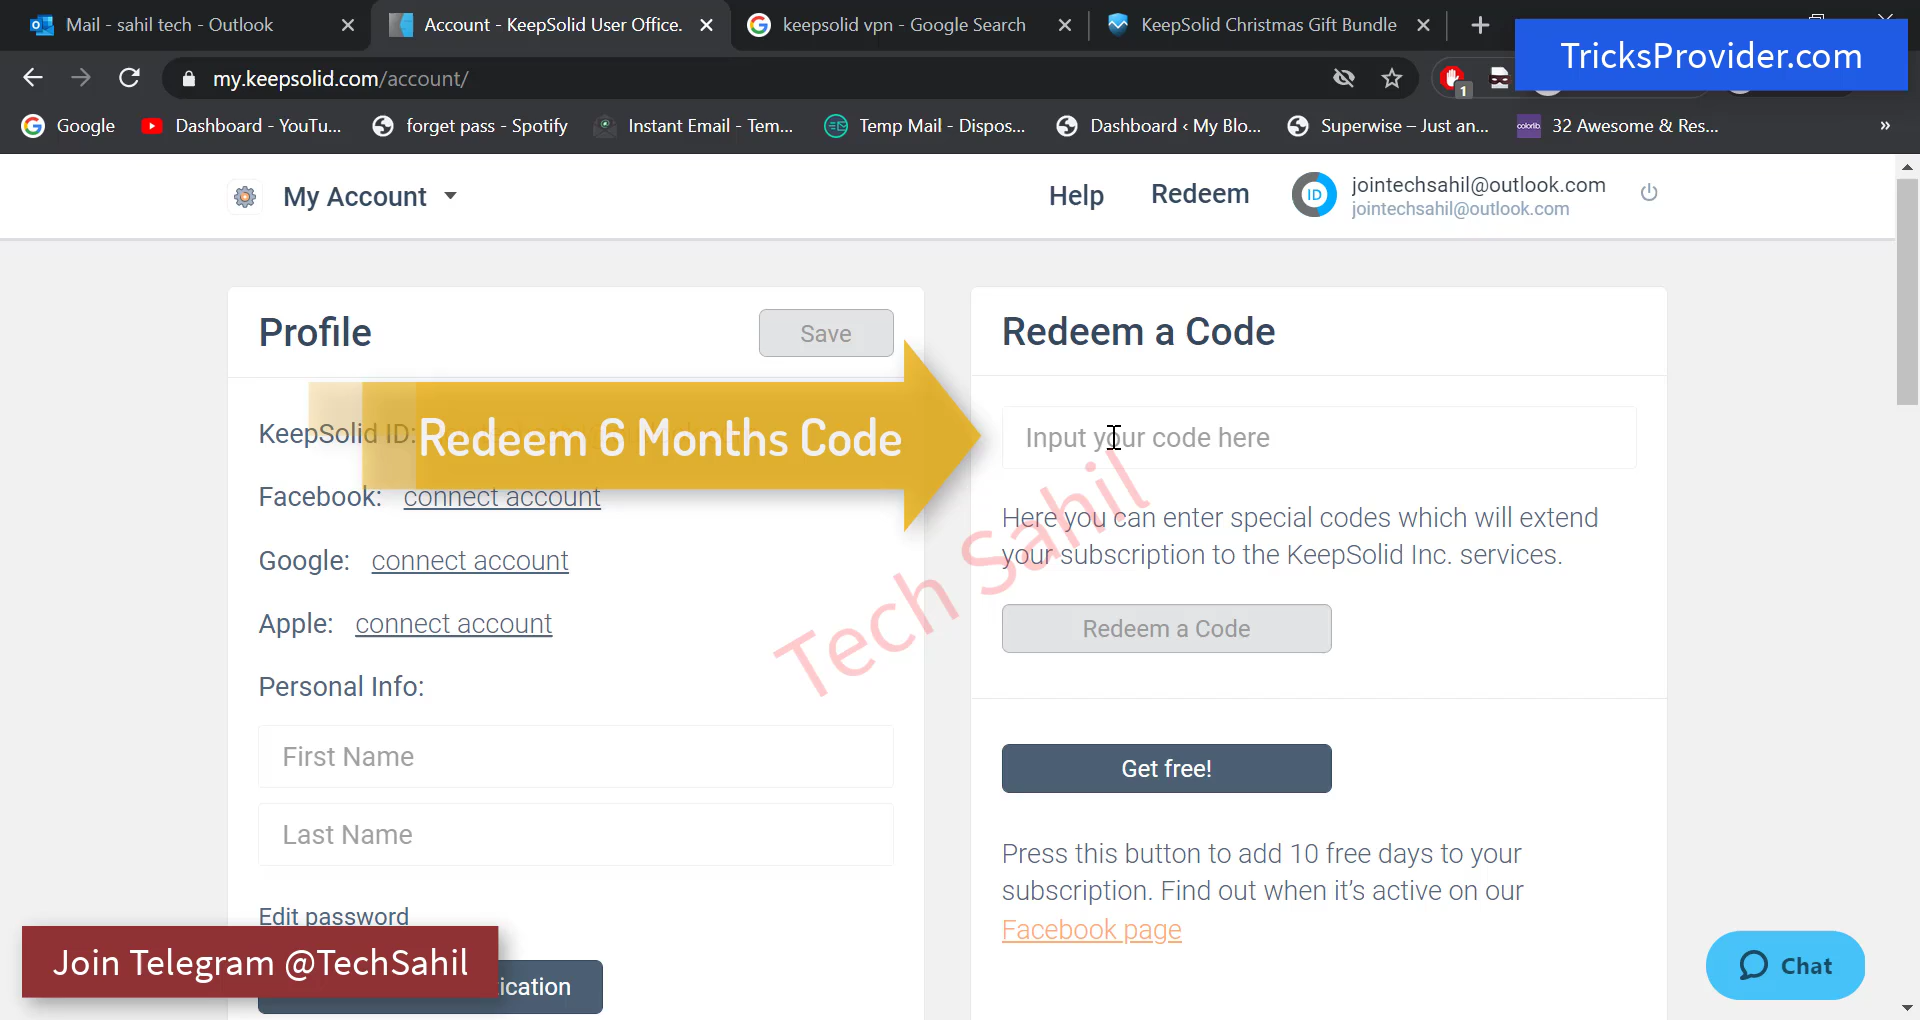 Mail - sahil tech - Outlook
Account - KeepSolid User Office.
keepsolid vpn - Google Search
KeepSolid Christmas Gift Bundle
TricksProvider.com
my.keepsolid.com/account/
1
Google
Dashboard - YouTu...
forget pass - Spotify
Instant Email - Tem...
Temp Mail - Dispos...
Dashboard ‹ My Blo...
Superwise – Just an...
colorlib
32 Awesome & Res...
»
My Account
Help
Redeem
ID
jointechsahil@outlook.com
jointechsahil@outlook.com
Profile
Save
KeepSolid ID:
Redeem 6 Months Code
Facebook: connect account
Google: connect account
Apple: connect account
Personal Info:
First Name
Last Name
Edit password
Join Telegram @TechSahil
ication
Redeem a Code
Input your code here
Here you can enter special codes which will extend
your subscription to the KeepSolid Inc. services.
Tech Sahil
Redeem a Code
Get free!
Press this button to add 10 free days to your
subscription. Find out when it's active on our
Facebook page
Chat